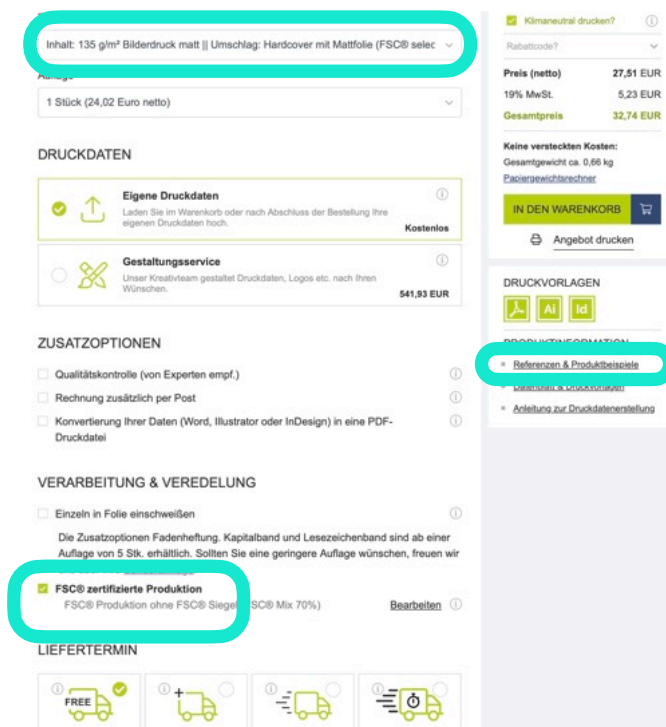 Inhalt: 135 g/m² Bilderdruck matt || Umschlag: Hardcover mit Mattfolie (FSC® selec
1 Stück (24,02 Euro netto)
DRUCKDATEN
Eigene Druckdaten
Laden Sie im Warenkorb oder nach Abschluss der Bestellung Ihre
eigenen Druckdaten hoch.
Kostenlos
Gestaltungsservice
Unser Kreativteam gestaltet Druckdaten, Logos etc. nach Ihren
Wünschen.
541,93 EUR
ZUSATZOPTIONEN
Qualitätskontrolle (von Experten empf.)
Rechnung zusätzlich per Post
Konvertierung Ihrer Daten (Word, Illustrator oder InDesign) in eine PDF-
Druckdatei
VERARBEITUNG & VEREDELUNG
Einzeln in Folie einschweißen
Die Zusatzoptionen Fadenheftung. Kapitalband und Lesezeichenband sind ab einer
Auflage von 5 Stk. erhältlich. Sollten Sie eine geringere Auflage wünschen, freuen wir
FSC® zertifizierte Produktion
FSC® Produktion ohne FSC® Siegel SC® Mix 70%)
Bearbeiten
LIEFERTERMIN
FREE
Klimaneutral drucken?
Rabattcode?
Preis (netto) 27,51 EUR
19% MwSt. 5,23 EUR
Gesamtpreis 32,74 EUR
Keine versteckten Kosten:
Gesamtgewicht ca. 0,66 kg
Papiergewichtsrechner
IN DEN WARENKORB
Angebot drucken
DRUCKVORLAGEN
Ai Id
PRODUKTINFORMATION
Referenzen & Produktbeispiele
Datenblatt & Druckvorlagen
Anleitung zur Druckdatenerstellung